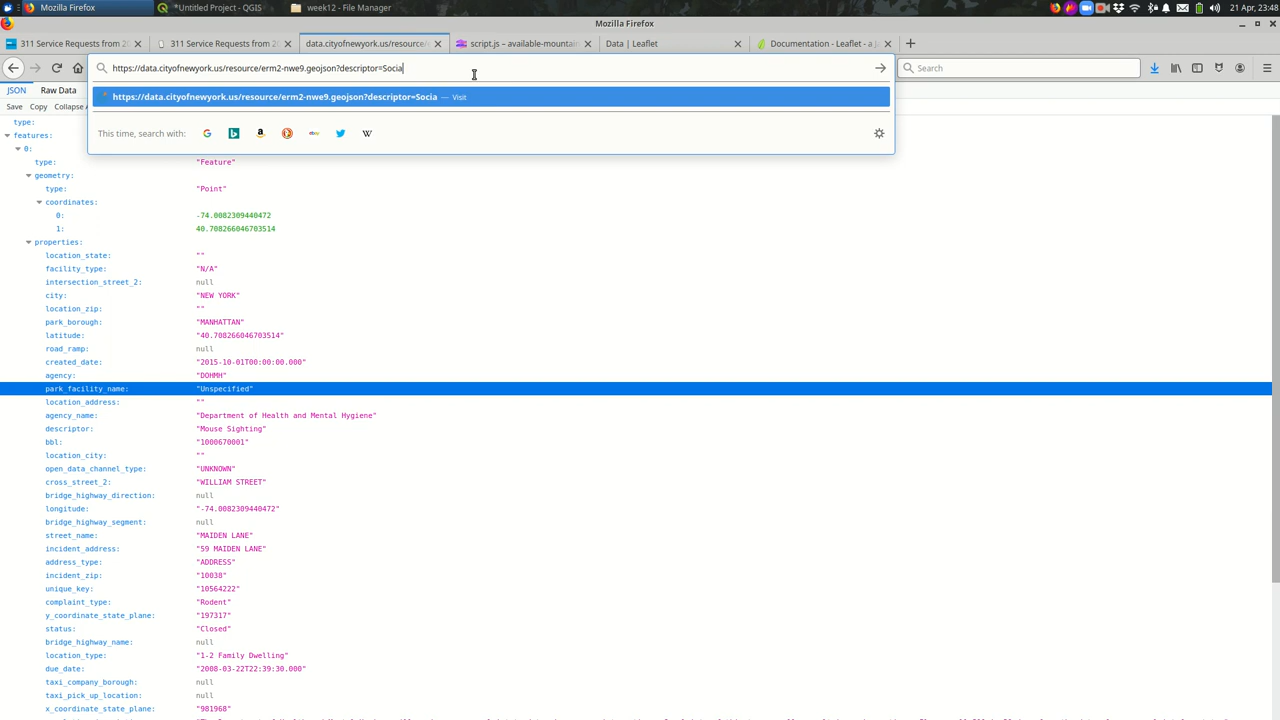 Mozilla Firefox
*Untitled Project - QGIS
week12 - File Manager
21 Apr, 23:48
Mozilla Firefox
311 Service Requests from 20
311 Service Requests from 20
data.cityofnewyork.us/resource/
script.js – available-mountain
Data | Leaflet
Documentation - Leaflet - a J
https://data.cityofnewyork.us/resource/erm2-nwe9.geojson?descriptor=Socia
Search
https://data.cityofnewyork.us/resource/erm2-nwe9.geojson?descriptor=Socia — Visit
This time, search with:
JSON Raw Data
Save Copy
type:
features:
0:
type: "Feature"
geometry:
type: "Point"
coordinates:
0: -74.0082309440472
1: 40.708266046703514
properties:
location_state: ""
facility_type: "N/A"
intersection_street_2: null
city: "NEW YORK"
location_zip: ""
park_borough: "MANHATTAN"
latitude: "40.708266046703514"
road_ramp: null
created_date: "2015-10-01T00:00:00.000"
agency: "DOHMH"
park_facility_name: "Unspecified"
location_address: ""
agency_name: "Department of Health and Mental Hygiene"
descriptor: "Mouse Sighting"
bbl: "1000670001"
location_city: ""
open_data_channel_type: "UNKNOWN"
cross_street_2: "WILLIAM STREET"
bridge_highway_direction: null
longitude: "-74.0082309440472"
bridge_highway_segment: null
street_name: "MAIDEN LANE"
incident_address: "59 MAIDEN LANE"
address_type: "ADDRESS"
incident_zip: "10038"
unique_key: "10564222"
complaint_type: "Rodent"
y_coordinate_state_plane: "197317"
status: "Closed"
bridge_highway_name: null
location_type: "1-2 Family Dwelling"
due_date: "2008-03-22T22:39:30.000"
taxi_company_borough: null
taxi_pick_up_location: null
x_coordinate_state_plane: "981968"